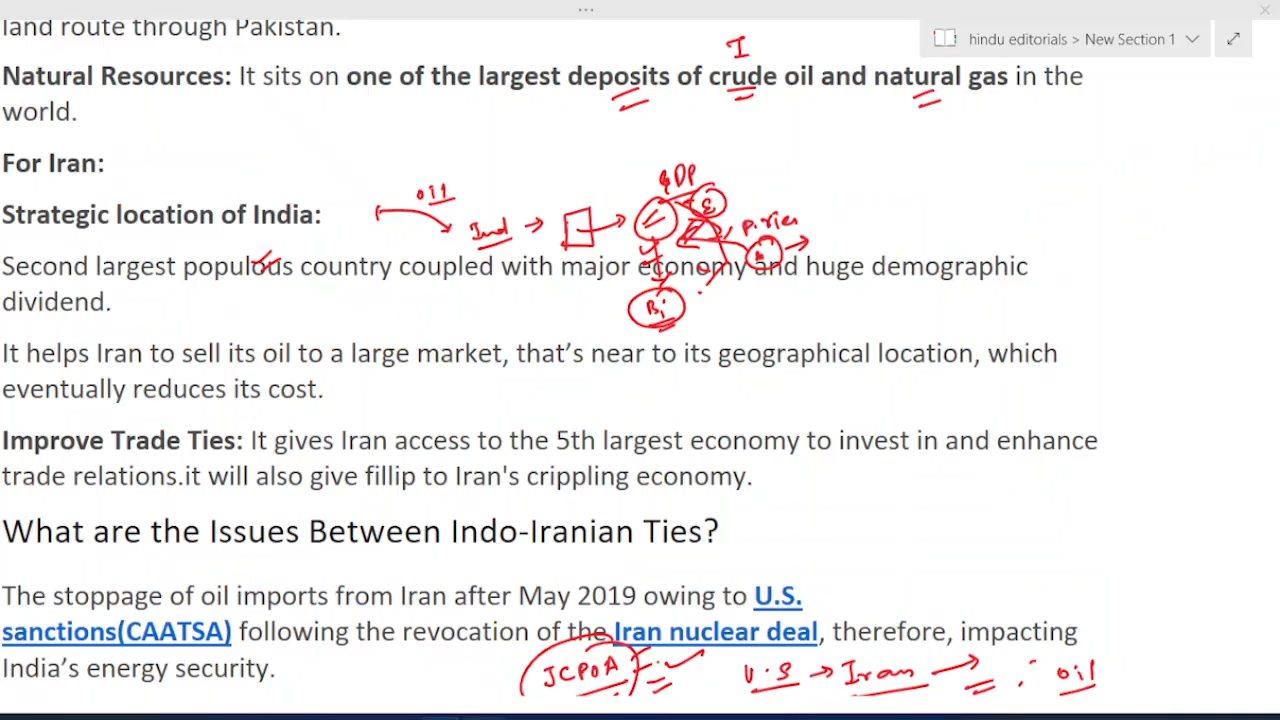 land route through Pakistan.
hindu editorials > New Section 1
I
Natural Resources: It sits on one of the largest deposits of crude oil and natural gas in the
world.
For Iran:
GDP
oil
Strategic location of India:
Ind
Second largest populous country coupled with major economy and huge demographic
dividend.
It helps Iran to sell its oil to a large market, that’s near to its geographical location, which
eventually reduces its cost.
Improve Trade Ties: It gives Iran access to the 5th largest economy to invest in and enhance
trade relations.it will also give fillip to Iran's crippling economy.
What are the Issues Between Indo-Iranian Ties?
The stoppage of oil imports from Iran after May 2019 owing to U.S.
sanctions(CAATSA) following the revocation of the Iran nuclear deal, therefore, impacting
India’s energy security.
JCPOA U.S → Iran → oil